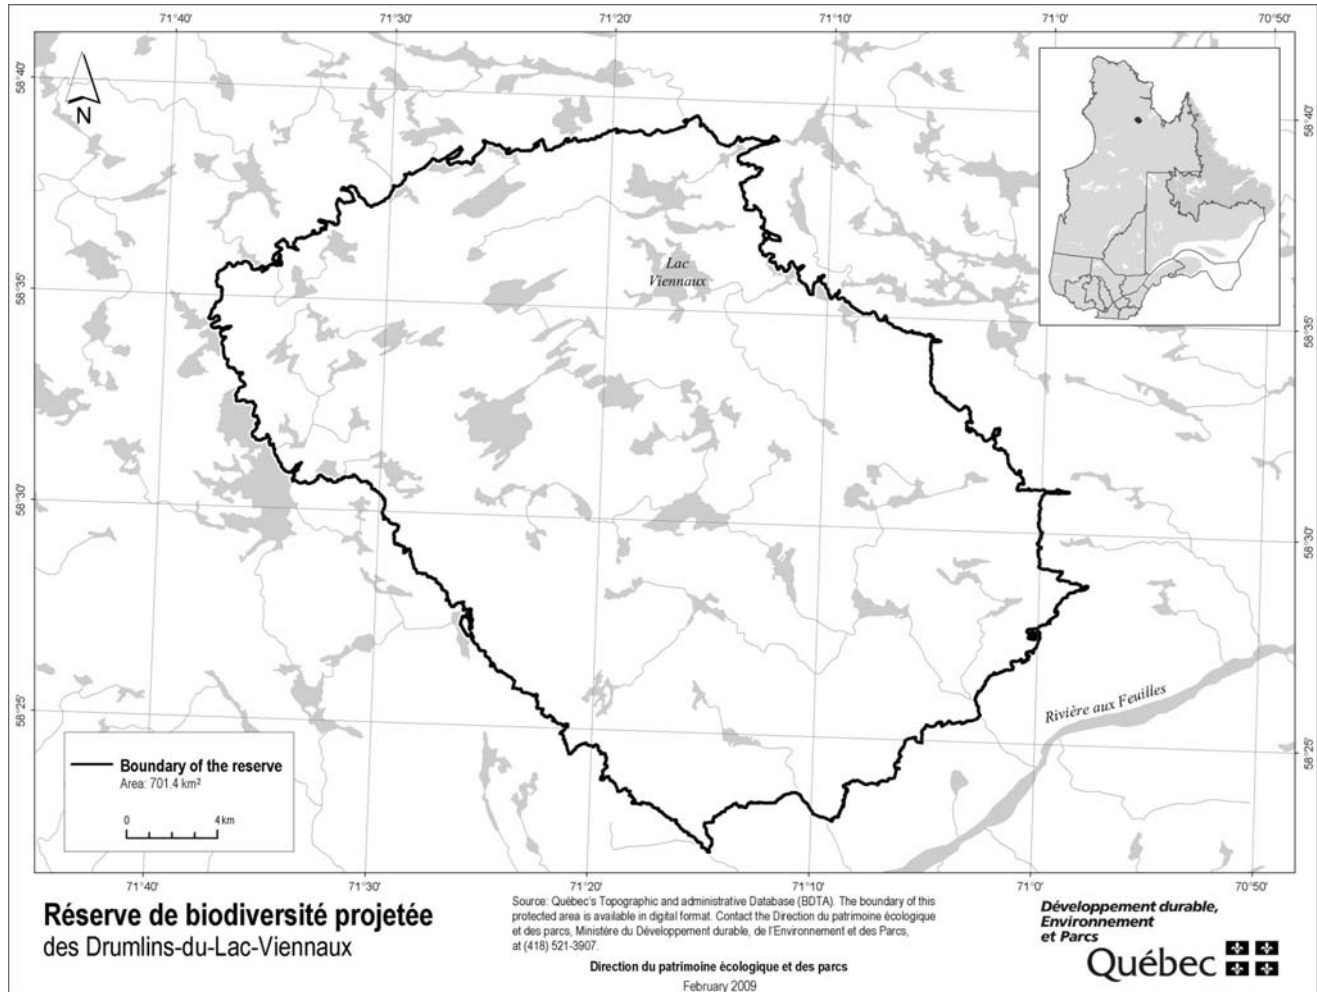 71°40'
71°30'
71°20'
71°10'
71°0'
70°50'
58°40'
58°35'
58°30'
58°25'
58°40'
58°35'
58°30'
58°25'
N
Lac
Viennaux
Rivière aux Feuilles
Boundary of the reserve
Area: 701.4 km²
0 4 km
71°40'
71°30'
71°20'
71°10'
71°0'
70°50'
Réserve de biodiversité projetée
des Drumlins-du-Lac-Viennaux
Source: Québec's Topographic and administrative Database (BDTA). The boundary of this
protected area is available in digital format. Contact the Direction du patrimoine écologique
et des parcs, Ministère du Développement durable, de l'Environnement et des Parcs,
at (418) 521-3907.
Direction du patrimoine écologique et des parcs
February 2009
Développement durable,
Environnement
et Parcs
Québec